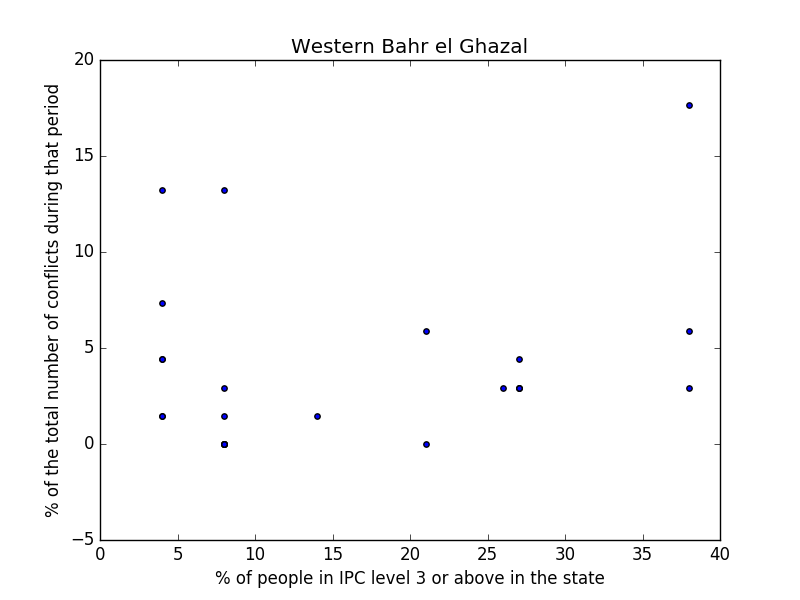 Western Bahr el Ghazal
% of the total number of conflicts during that period
20
15
10
5
0
−5
0 5 10 15 20 25 30 35 40
% of people in IPC level 3 or above in the state